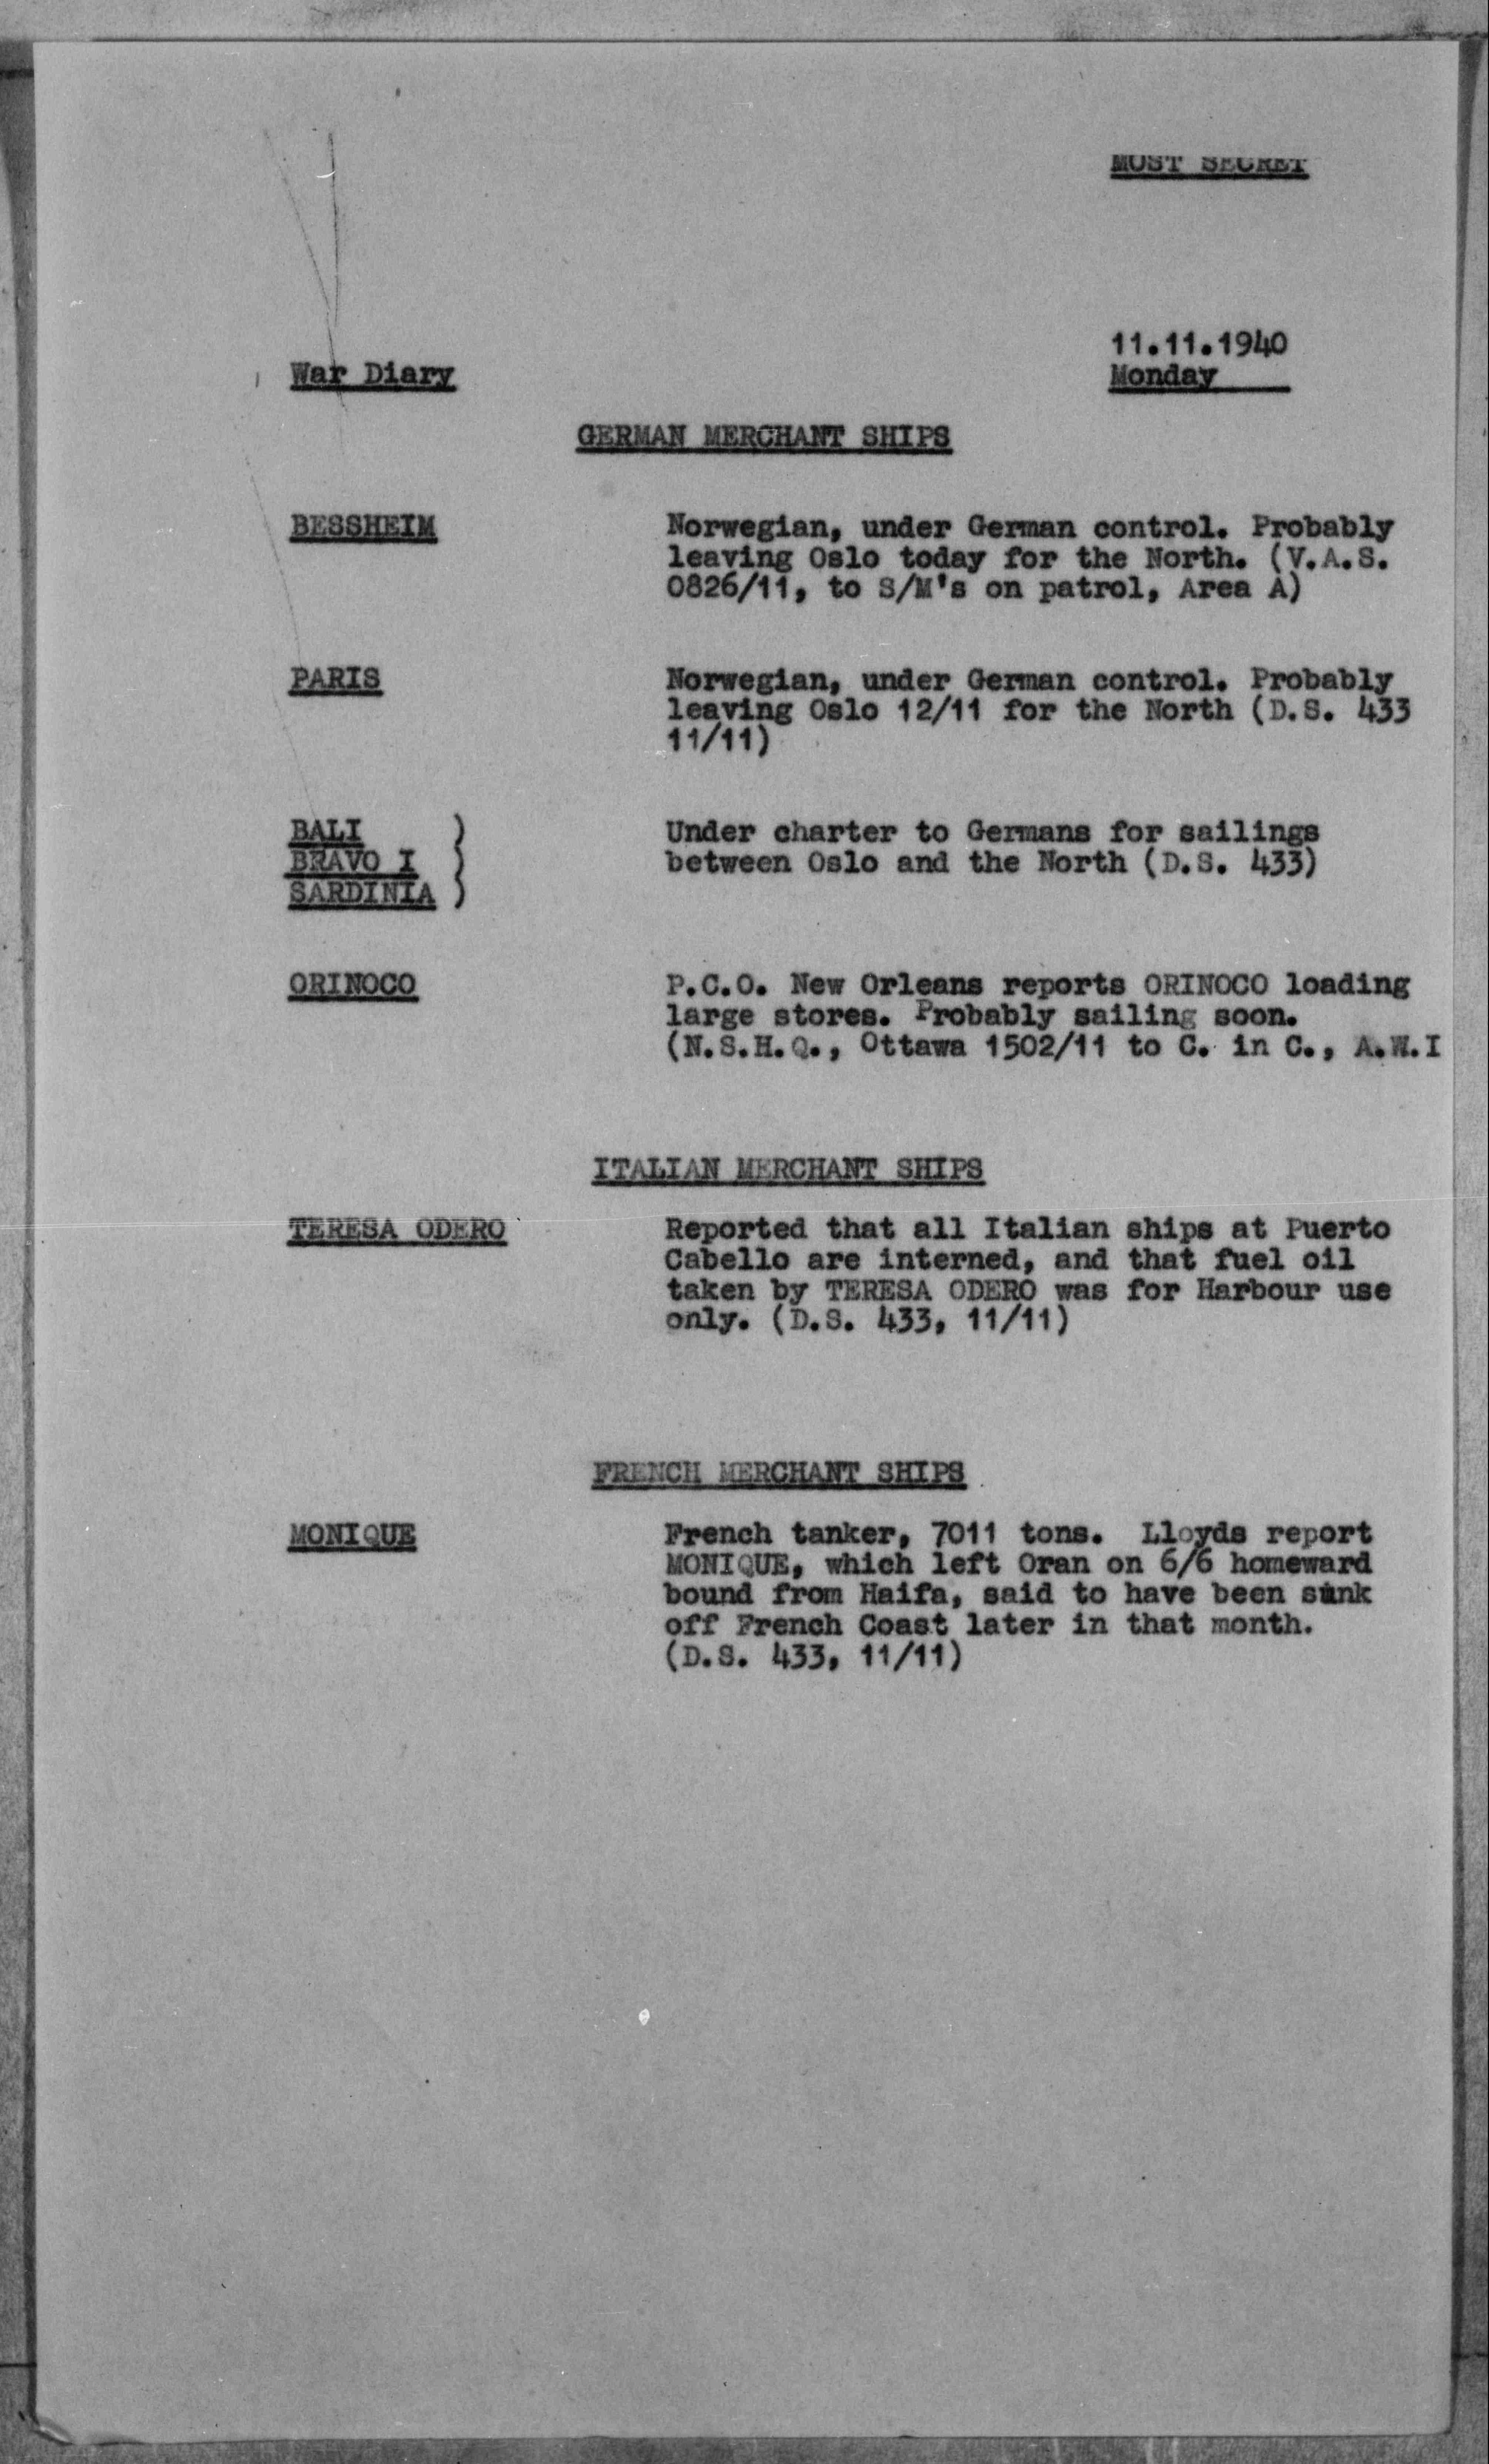 MOST SECRET
11.11.1940
War Diary
Monday
GERMAN MERCHANT SHIPS
BESSHEIM
Norwegian, under German control. Probably
leaving Oslo today for the North. (V.A.S.
0826/11, to S/M's on patrol, Area A)
PARIS
Norwegian, under German control. Probably
leaving Oslo 12/11 for the North (D.S. 433
11/11)
BALI
BRAVO I
SARDINIA
Under charter to Germans for sailings
between Oslo and the North (D.S. 433)
ORINOCO
P.C.O. New Orleans reports ORINOCO loading
large stores. Probably sailing soon.
(N.S.H.Q., Ottawa 1502/11 to C. in C., A.W.I
ITALIAN MERCHANT SHIPS
TERESA ODERO
Reported that all Italian ships at Puerto
Cabello are interned, and that fuel oil
taken by TERESA ODERO was for Harbour use
only. (D.S. 433, 11/11)
FRENCH MERCHANT SHIPS
MONIQUE
French tanker, 7011 tons. Lloyds report
MONIQUE, which left Oran on 6/6 homeward
bound from Haifa, said to have been sunk
off French Coast later in that month.
(D.S. 433, 11/11)